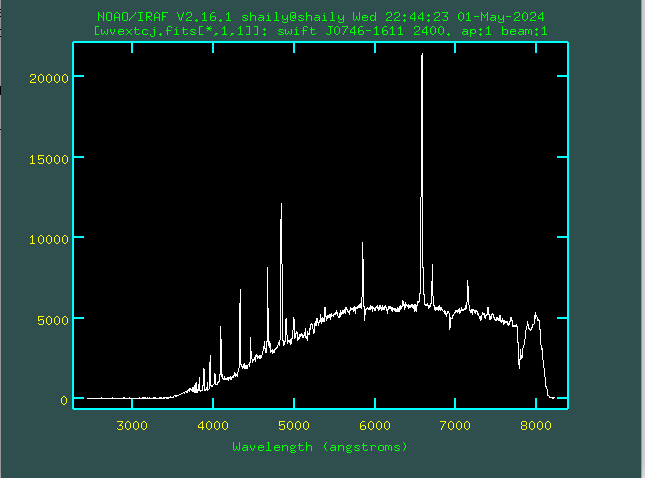 NOAO/IRAF V2.16.1 shaily@shaily Wed 22:44:23 01-May-2024
[wvextcj.fits[*,1,1]]: swift J0746-1611 2400. ap:1 beam:1
20000
15000
10000
5000
0
3000 4000 5000 6000 7000 8000
Wavelength (angstroms)